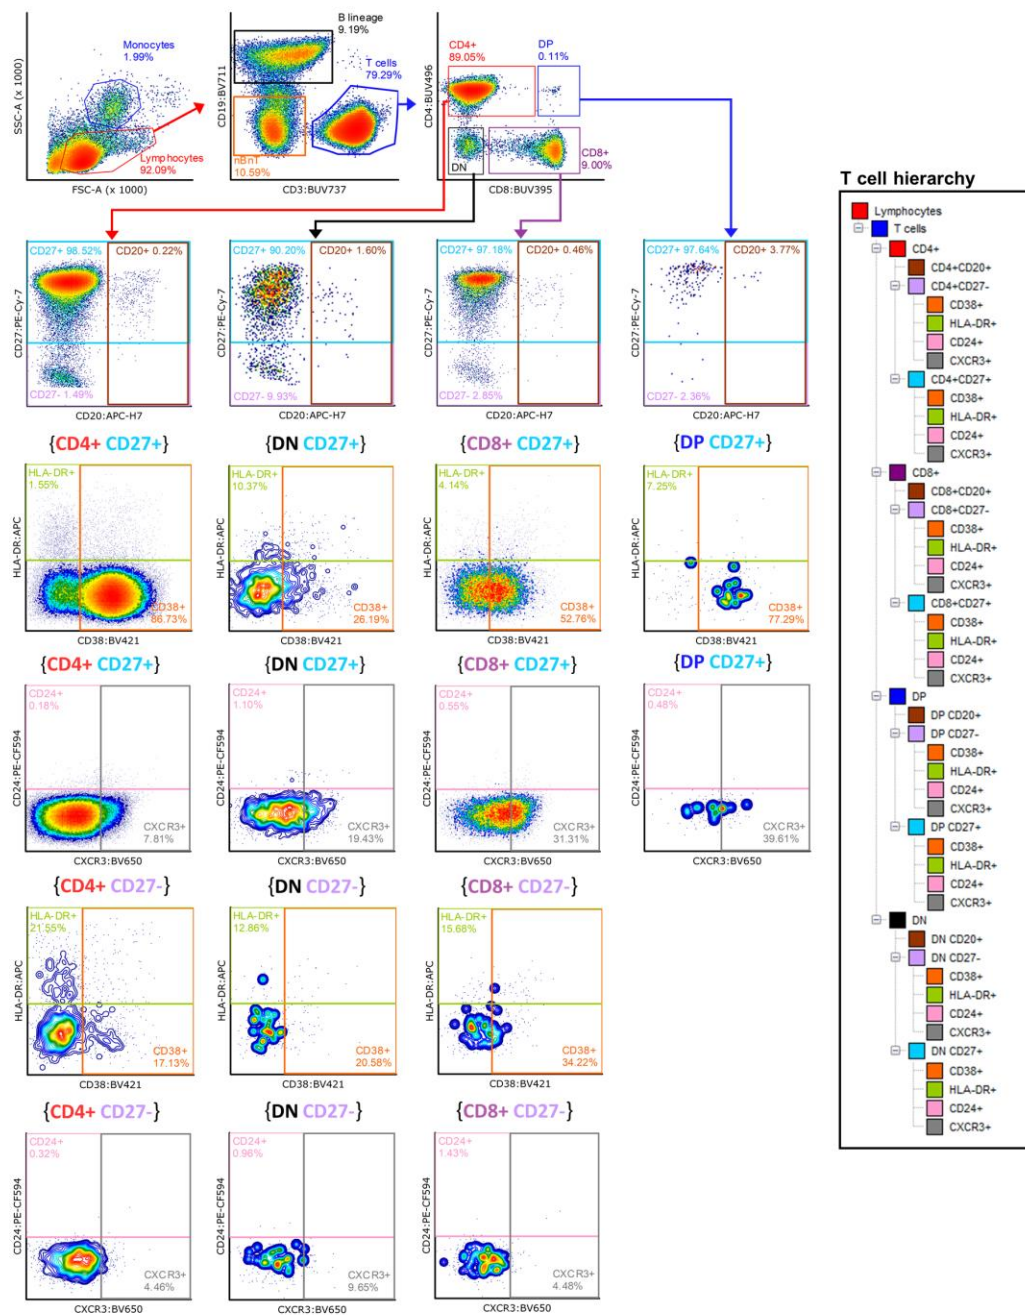 Monocytes
1.99%
SSC-A (x 1000)
Lymphocytes
92.09%
FSC-A (x 1000)
B lineage
9.19%
T cells
79.29%
CD19:BV711
nBnT
10.59%
CD3:BUV737
CD4+
89.05%
DP
0.11%
CD4:BUV496
DN
CD8+
9.00%
CD8:BUV395
CD27+ 98.52%
CD20+ 0.22%
CD27:PE-Cy-7
CD27- 1.49%
CD20:APC-H7
CD27+ 90.20%
CD20+ 1.60%
CD27:PE-Cy-7
CD27- 9.93%
CD20:APC-H7
CD27+ 97.18%
CD20+ 0.46%
CD27:PE-Cy-7
CD27- 2.85%
CD20:APC-H7
CD27+ 97.64%
CD20+ 3.77%
CD27:PE-Cy-7
CD27- 2.36%
CD20:APC-H7
{CD4+ CD27+}
{DN CD27+}
{CD8+ CD27+}
{DP CD27+}
HLA-DR+
1.55%
HLA-DR:APC
CD38+
86.73%
CD38:BV421
HLA-DR+
10.37%
HLA-DR:APC
CD38+
26.19%
CD38:BV421
HLA-DR+
4.14%
HLA-DR:APC
CD38+
52.76%
CD38:BV421
HLA-DR+
7.25%
HLA-DR:APC
CD38+
77.29%
CD38:BV421
{CD4+ CD27+}
{DN CD27+}
{CD8+ CD27+}
{DP CD27+}
CD24+
0.18%
CD24:PE-CF594
CXCR3+
7.81%
CXCR3:BV650
CD24+
1.10%
CD24:PE-CF594
CXCR3+
19.43%
CXCR3:BV650
CD24+
0.55%
CD24:PE-CF594
CXCR3+
31.31%
CXCR3:BV650
CD24+
0.48%
CD24:PE-CF594
CXCR3+
39.61%
CXCR3:BV650
{CD4+ CD27-}
{DN CD27-}
{CD8+ CD27-}
HLA-DR+
21.55%
HLA-DR:APC
CD38+
17.13%
CD38:BV421
HLA-DR+
12.86%
HLA-DR:APC
CD38+
20.58%
CD38:BV421
HLA-DR+
15.68%
HLA-DR:APC
CD38+
34.22%
CD38:BV421
{CD4+ CD27-}
{DN CD27-}
{CD8+ CD27-}
CD24+
0.32%
CD24:PE-CF594
CXCR3+
4.46%
CXCR3:BV650
CD24+
0.96%
CD24:PE-CF594
CXCR3+
9.65%
CXCR3:BV650
CD24+
1.43%
CD24:PE-CF594
CXCR3+
4.48%
CXCR3:BV650
T cell hierarchy
Lymphocytes
T cells
CD4+
CD4+CD20+
CD4+CD27-
CD38+
HLA-DR+
CD24+
CXCR3+
CD4+CD27+
CD38+
HLA-DR+
CD24+
CXCR3+
CD8+
CD8+CD20+
CD8+CD27-
CD38+
HLA-DR+
CD24+
CXCR3+
CD8+CD27+
CD38+
HLA-DR+
CD24+
CXCR3+
DP
DP CD20+
DP CD27-
CD38+
HLA-DR+
CD24+
CXCR3+
DP CD27+
CD38+
HLA-DR+
CD24+
CXCR3+
DN
DN CD20+
DN CD27-
CD38+
HLA-DR+
CD24+
CXCR3+
DN CD27+
CD38+
HLA-DR+
CD24+
CXCR3+